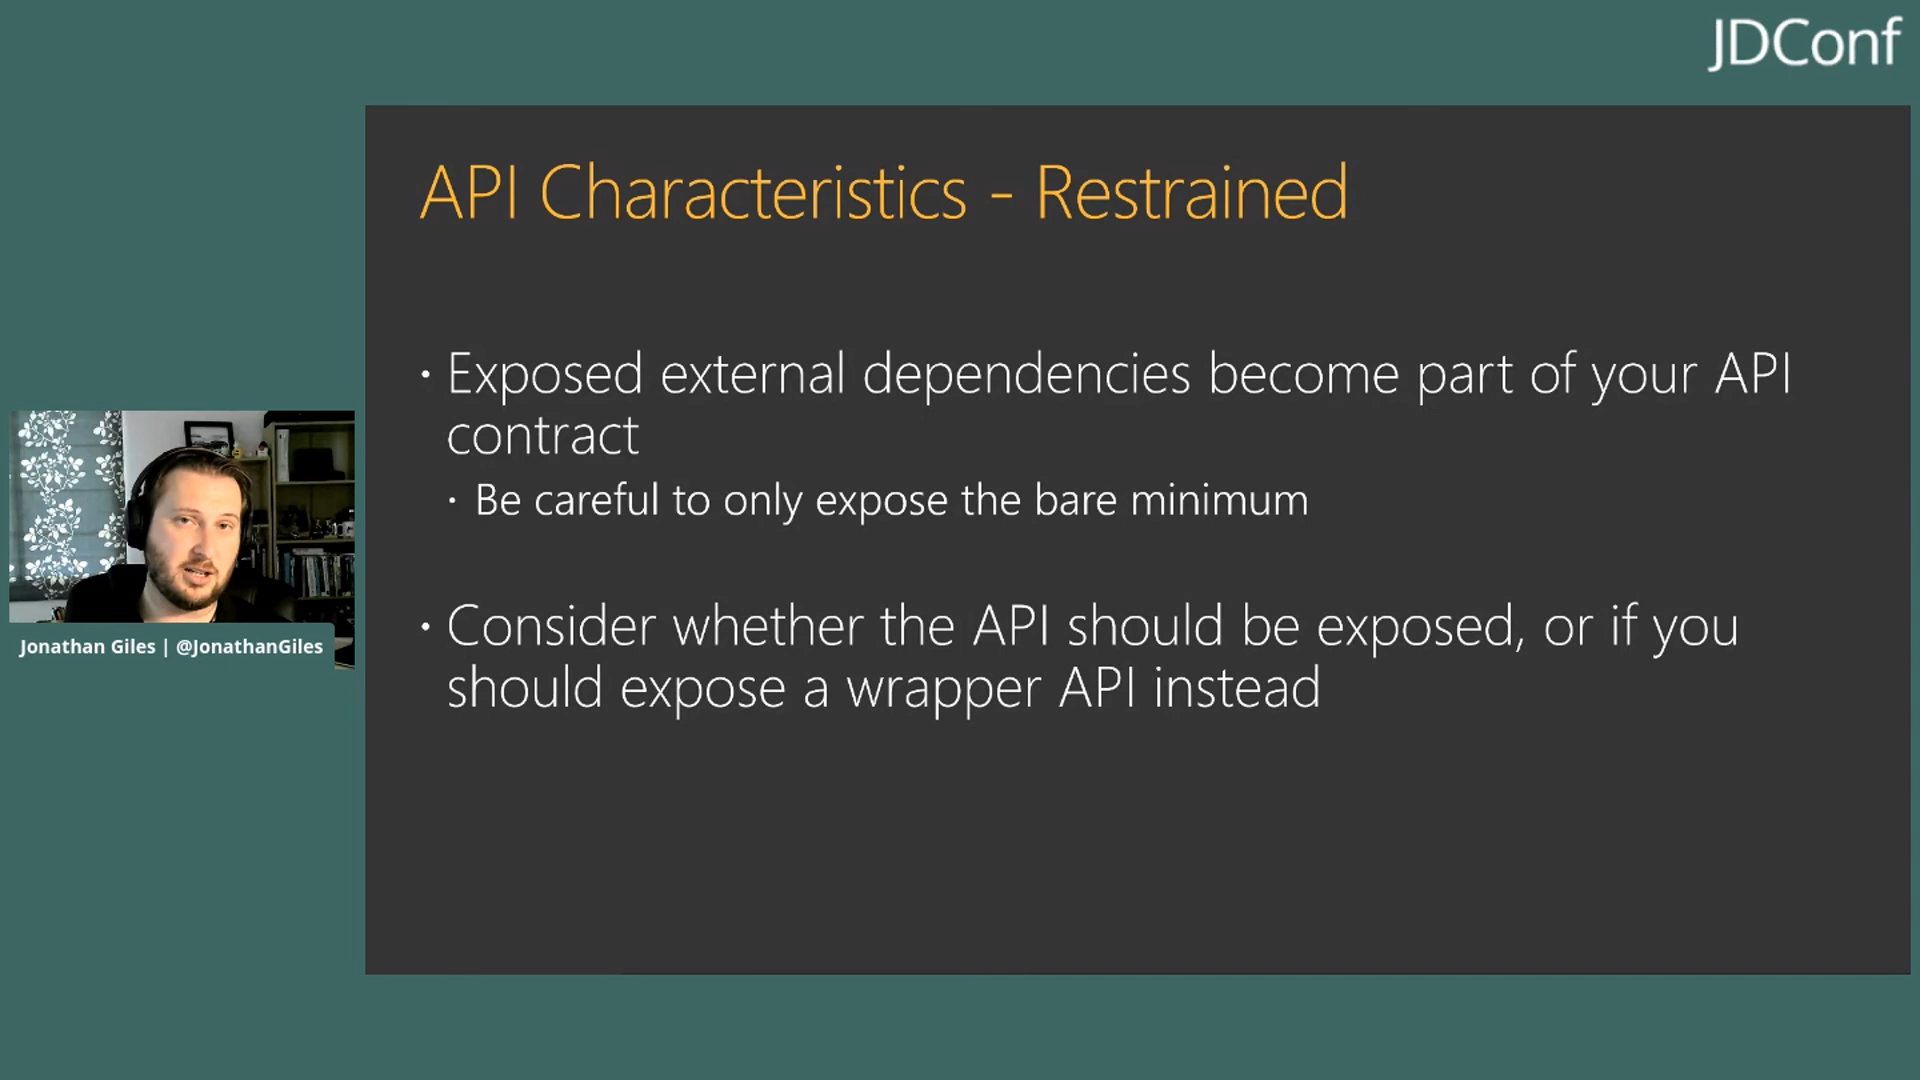 JDConf
API Characteristics - Restrained
• Exposed external dependencies become part of your API
contract
• Be careful to only expose the bare minimum
• Consider whether the API should be exposed, or if you
should expose a wrapper API instead
Jonathan Giles | @JonathanGiles